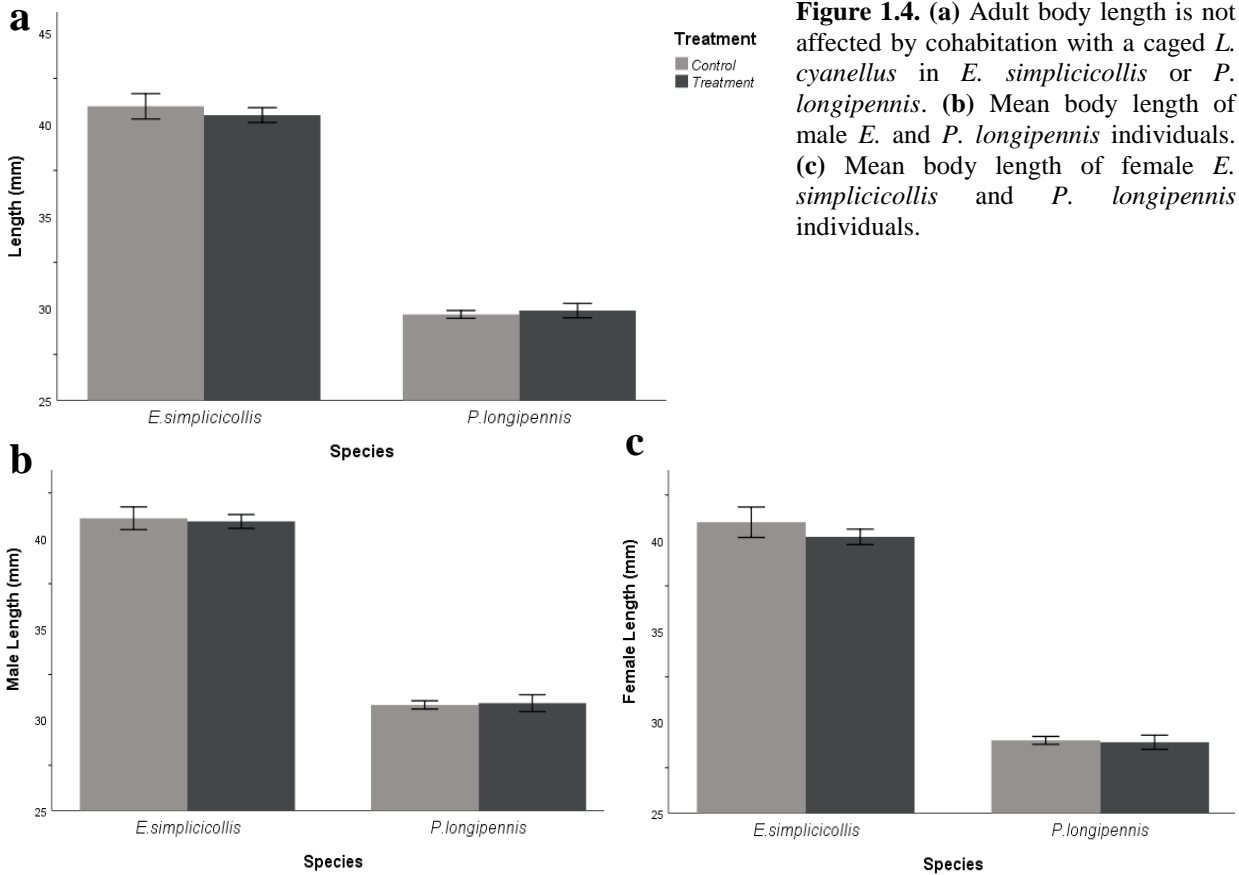 a
45
40
35
30
25
Length (mm)
E.simplicicollis
P.longipennis
Species
Treatment
Control
Treatment
Figure 1.4. (a) Adult body length is not
affected by cohabitation with a caged L.
cyanellus in E. simplicicollis or P.
longipennis. (b) Mean body length of
male E. and P. longipennis individuals.
(c) Mean body length of female E.
simplicicollis and P. longipennis
individuals.
b
40
35
30
25
Male Length (mm)
E.simplicicollis
P.longipennis
Species
c
40
35
30
25
Female Length (mm)
E.simplicicollis
P.longipennis
Species